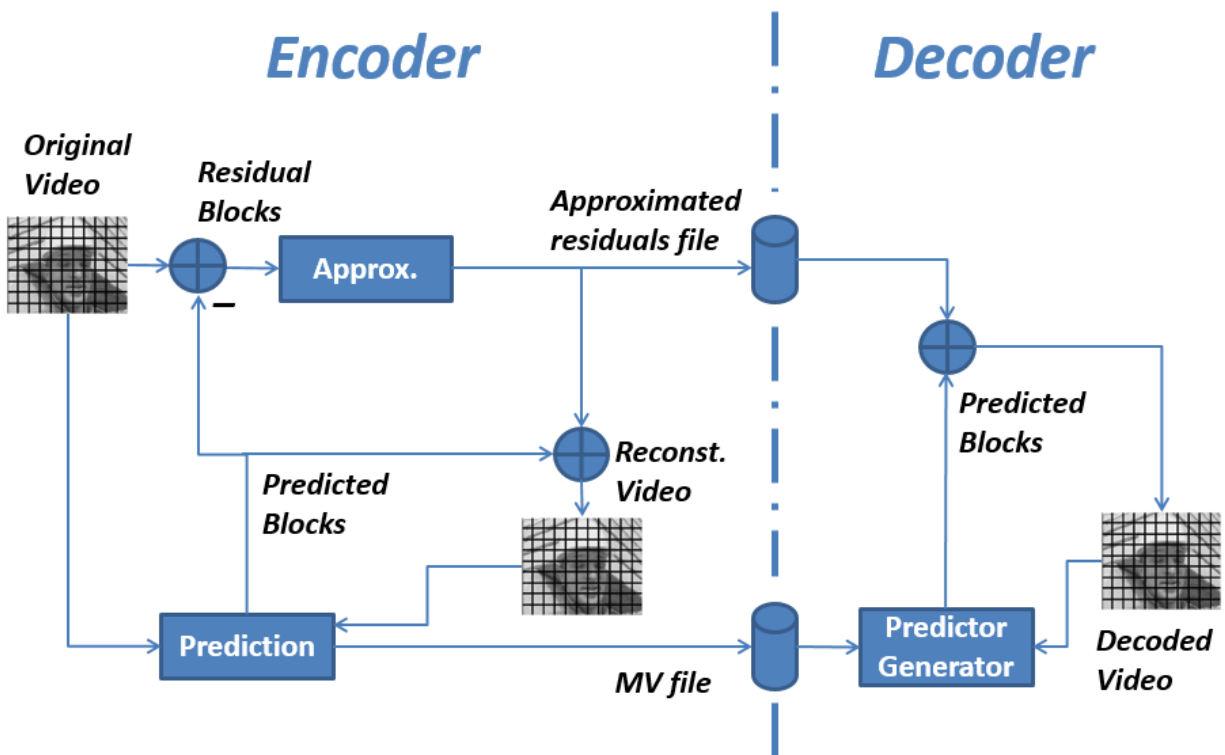 Encoder
Decoder
Original
Video
Residual
Blocks
Approximated
residuals file
Approx.
–
Predicted
Blocks
Reconst.
Video
Predicted
Blocks
Prediction
MV file
Predictor
Generator
Decoded
Video